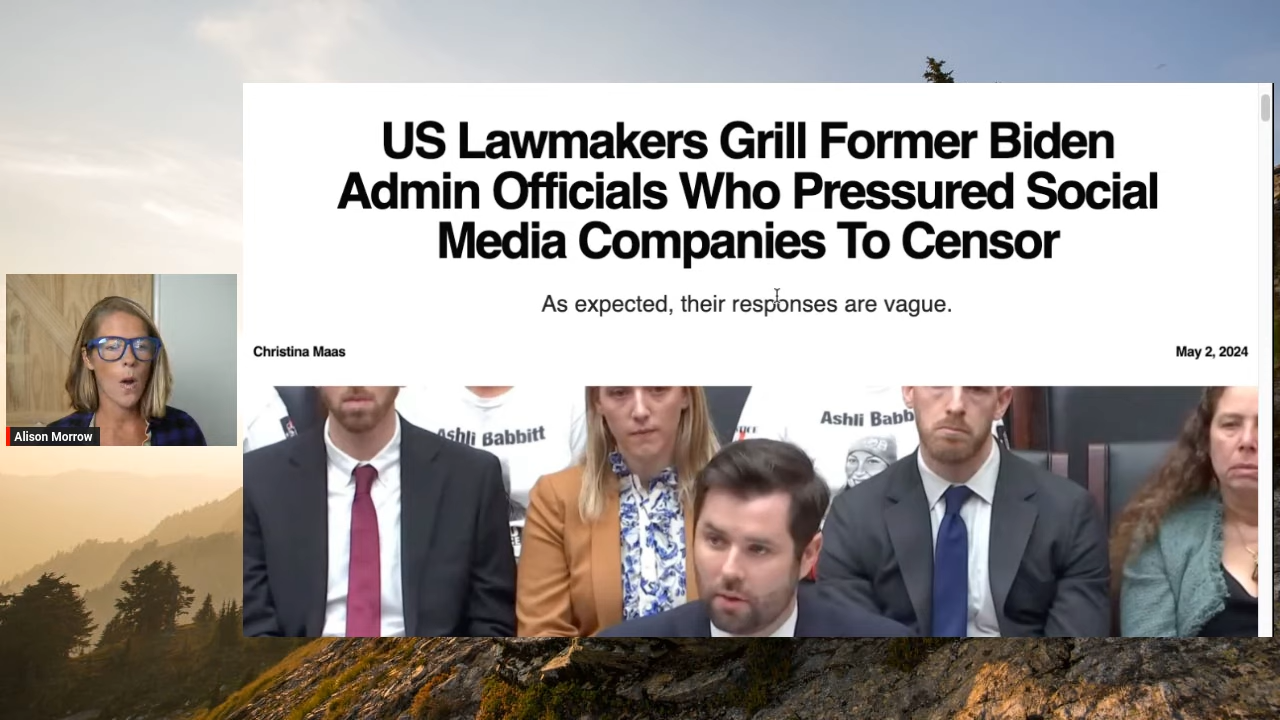 US Lawmakers Grill Former Biden
Admin Officials Who Pressured Social
Media Companies To Censor
As expected, their responses are vague.
Christina Maas
May 2, 2024
Ashli Babbitt
Ashli Babb
Alison Morrow